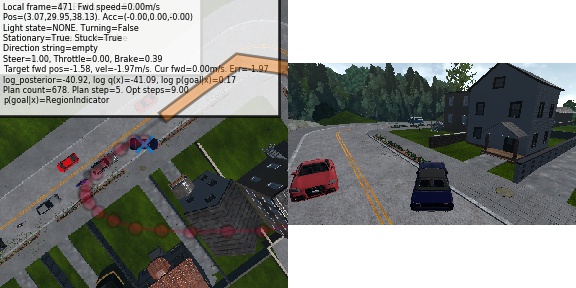 Local frame=471. Fwd speed=0.00m/s
Pos=(3.07,29.95,38.13). Acc=(-0.00,0.00,-0.00)
Light state=NONE. Turning=False
Stationary=True. Stuck=True
Direction string=empty
Steer=1.00, Throttle=0.00, Brake=0.39
Target fwd pos=-1.58, vel=-1.97m/s. Cur fwd=0.00m/s. Err=-1.97
log_posterior=-40.92, log q(x)=-41.09, log p(goal|x)=0.17
Plan count=678. Plan step=5. Opt steps=9.00
p(goal|x)=RegionIndicator